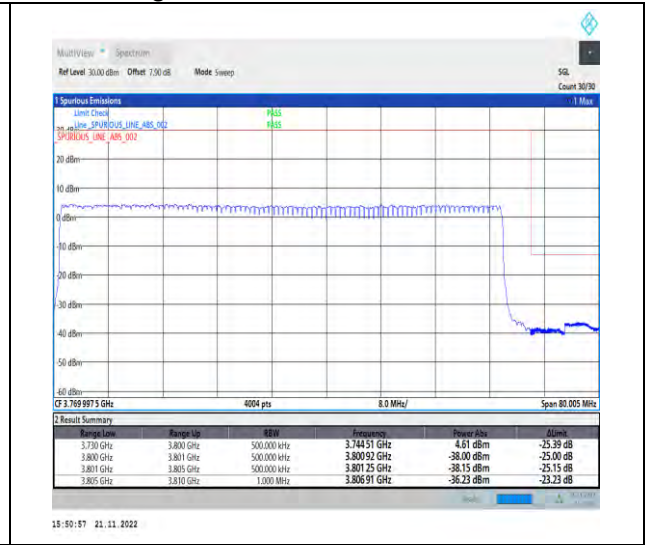 MultiView Spectrum
Ref Level 30.00 dBm Offset 7.90 dB Mode Sweep SGL
Count 30/30
1 Spurious Emissions 1 Max
Limit Check PASS
Line _SPURIOUS_LINE_ABS_002 PASS
_SPURIOUS_LINE_ABS_002
20 dBm
10 dBm
0 dBm
-10 dBm
-20 dBm
-30 dBm
-40 dBm
-50 dBm
-60 dBm
CF 3.769 997 5 GHz 4004 pts 8.0 MHz/ Span 80.005 MHz
2 Result Summary
Range Low Range Up RBW Frequency Power Abs ΔLimit
3.730 GHz 3.800 GHz 500.000 kHz 3.744 51 GHz 4.61 dBm -25.39 dB
3.800 GHz 3.801 GHz 500.000 kHz 3.800 92 GHz -38.00 dBm -25.00 dB
3.801 GHz 3.805 GHz 500.000 kHz 3.801 25 GHz -38.15 dBm -25.15 dB
3.805 GHz 3.810 GHz 1.000 MHz 3.806 91 GHz -36.23 dBm -23.23 dB
15:50:57 21.11.2022